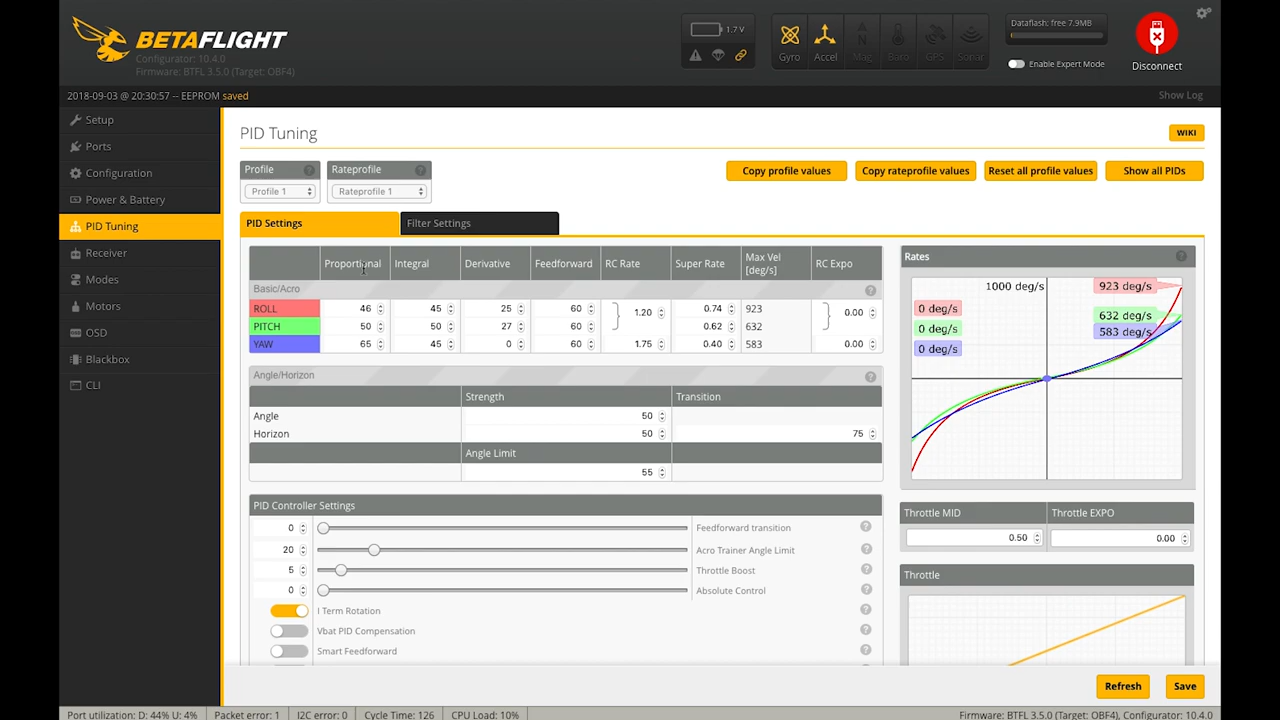 BETAFLIGHT
Configurator: 10.4.0
Firmware: BTFL 3.5.0 (Target: OBF4)
1.7 V
Gyro
Accel
Mag
Baro
GPS
Sonar
Dataflash: free 7.9MB
Enable Expert Mode
Disconnect
2018-09-03 @ 20:30:57 -- EEPROM saved
Show Log
Setup
Ports
Configuration
Power & Battery
PID Tuning
Receiver
Modes
Motors
OSD
Blackbox
CLI
PID Tuning
WIKI
Profile
Rateprofile
Profile 1
Rateprofile 1
Copy profile values
Copy rateprofile values
Reset all profile values
Show all PIDs
PID Settings
Filter Settings
Proportional Integral Derivative Feedforward RC Rate Super Rate Max Vel [deg/s] RC Expo
Basic/Acro
ROLL 46 45 25 60 1.20 0.74 923 0.00
PITCH 50 50 27 60 0.62 632
YAW 65 45 0 60 1.75 0.40 583 0.00
Angle/Horizon
Strength Transition
Angle 50
Horizon 50 75
Angle Limit
55
PID Controller Settings
0 Feedforward transition
20 Acro Trainer Angle Limit
5 Throttle Boost
0 Absolute Control
I Term Rotation
Vbat PID Compensation
Smart Feedforward
Rates
1000 deg/s
923 deg/s
0 deg/s
632 deg/s
0 deg/s
583 deg/s
0 deg/s
Throttle MID Throttle EXPO
0.50 0.00
Throttle
Refresh
Save
Port utilization: D: 44% U: 4%
Packet error: 1
I2C error: 0
Cycle Time: 126
CPU Load: 10%
Firmware: BTFL 3.5.0 (Target: OBF4), Configurator: 10.4.0